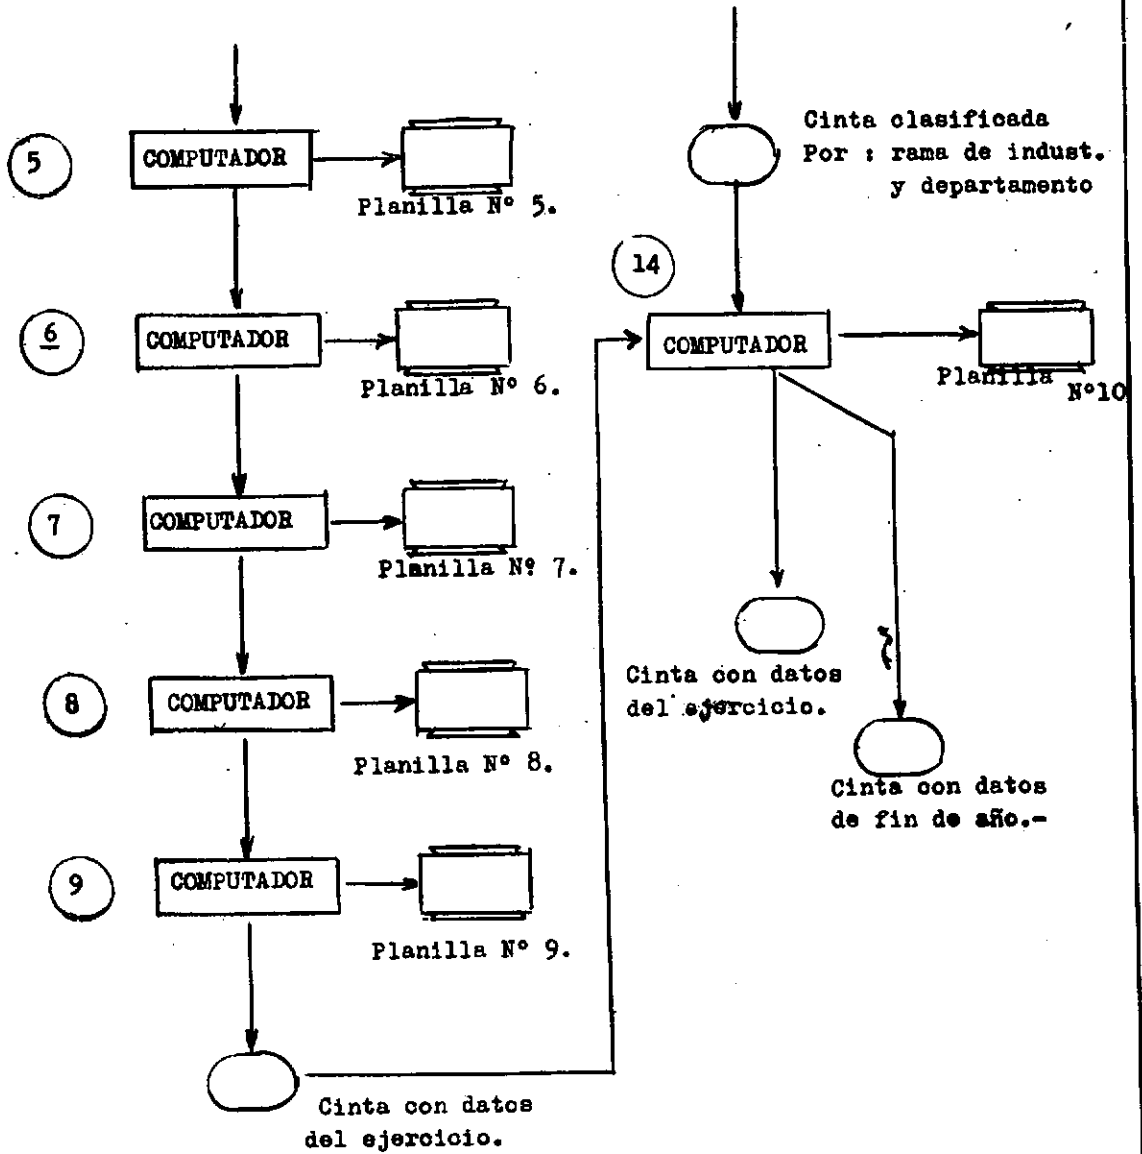 5
COMPUTADOR
Planilla Nº 5.
6
COMPUTADOR
Planilla Nº 6.
7
COMPUTADOR
Planilla Nº 7.
8
COMPUTADOR
Planilla Nº 8.
9
COMPUTADOR
Planilla Nº 9.
Cinta con datos
del ejercicio.
Cinta clasificada
Por : rama de indust.
y departamento
14
COMPUTADOR
Planilla
Nº10
Cinta con datos
del ejercicio.
Cinta con datos
de fin de año.-